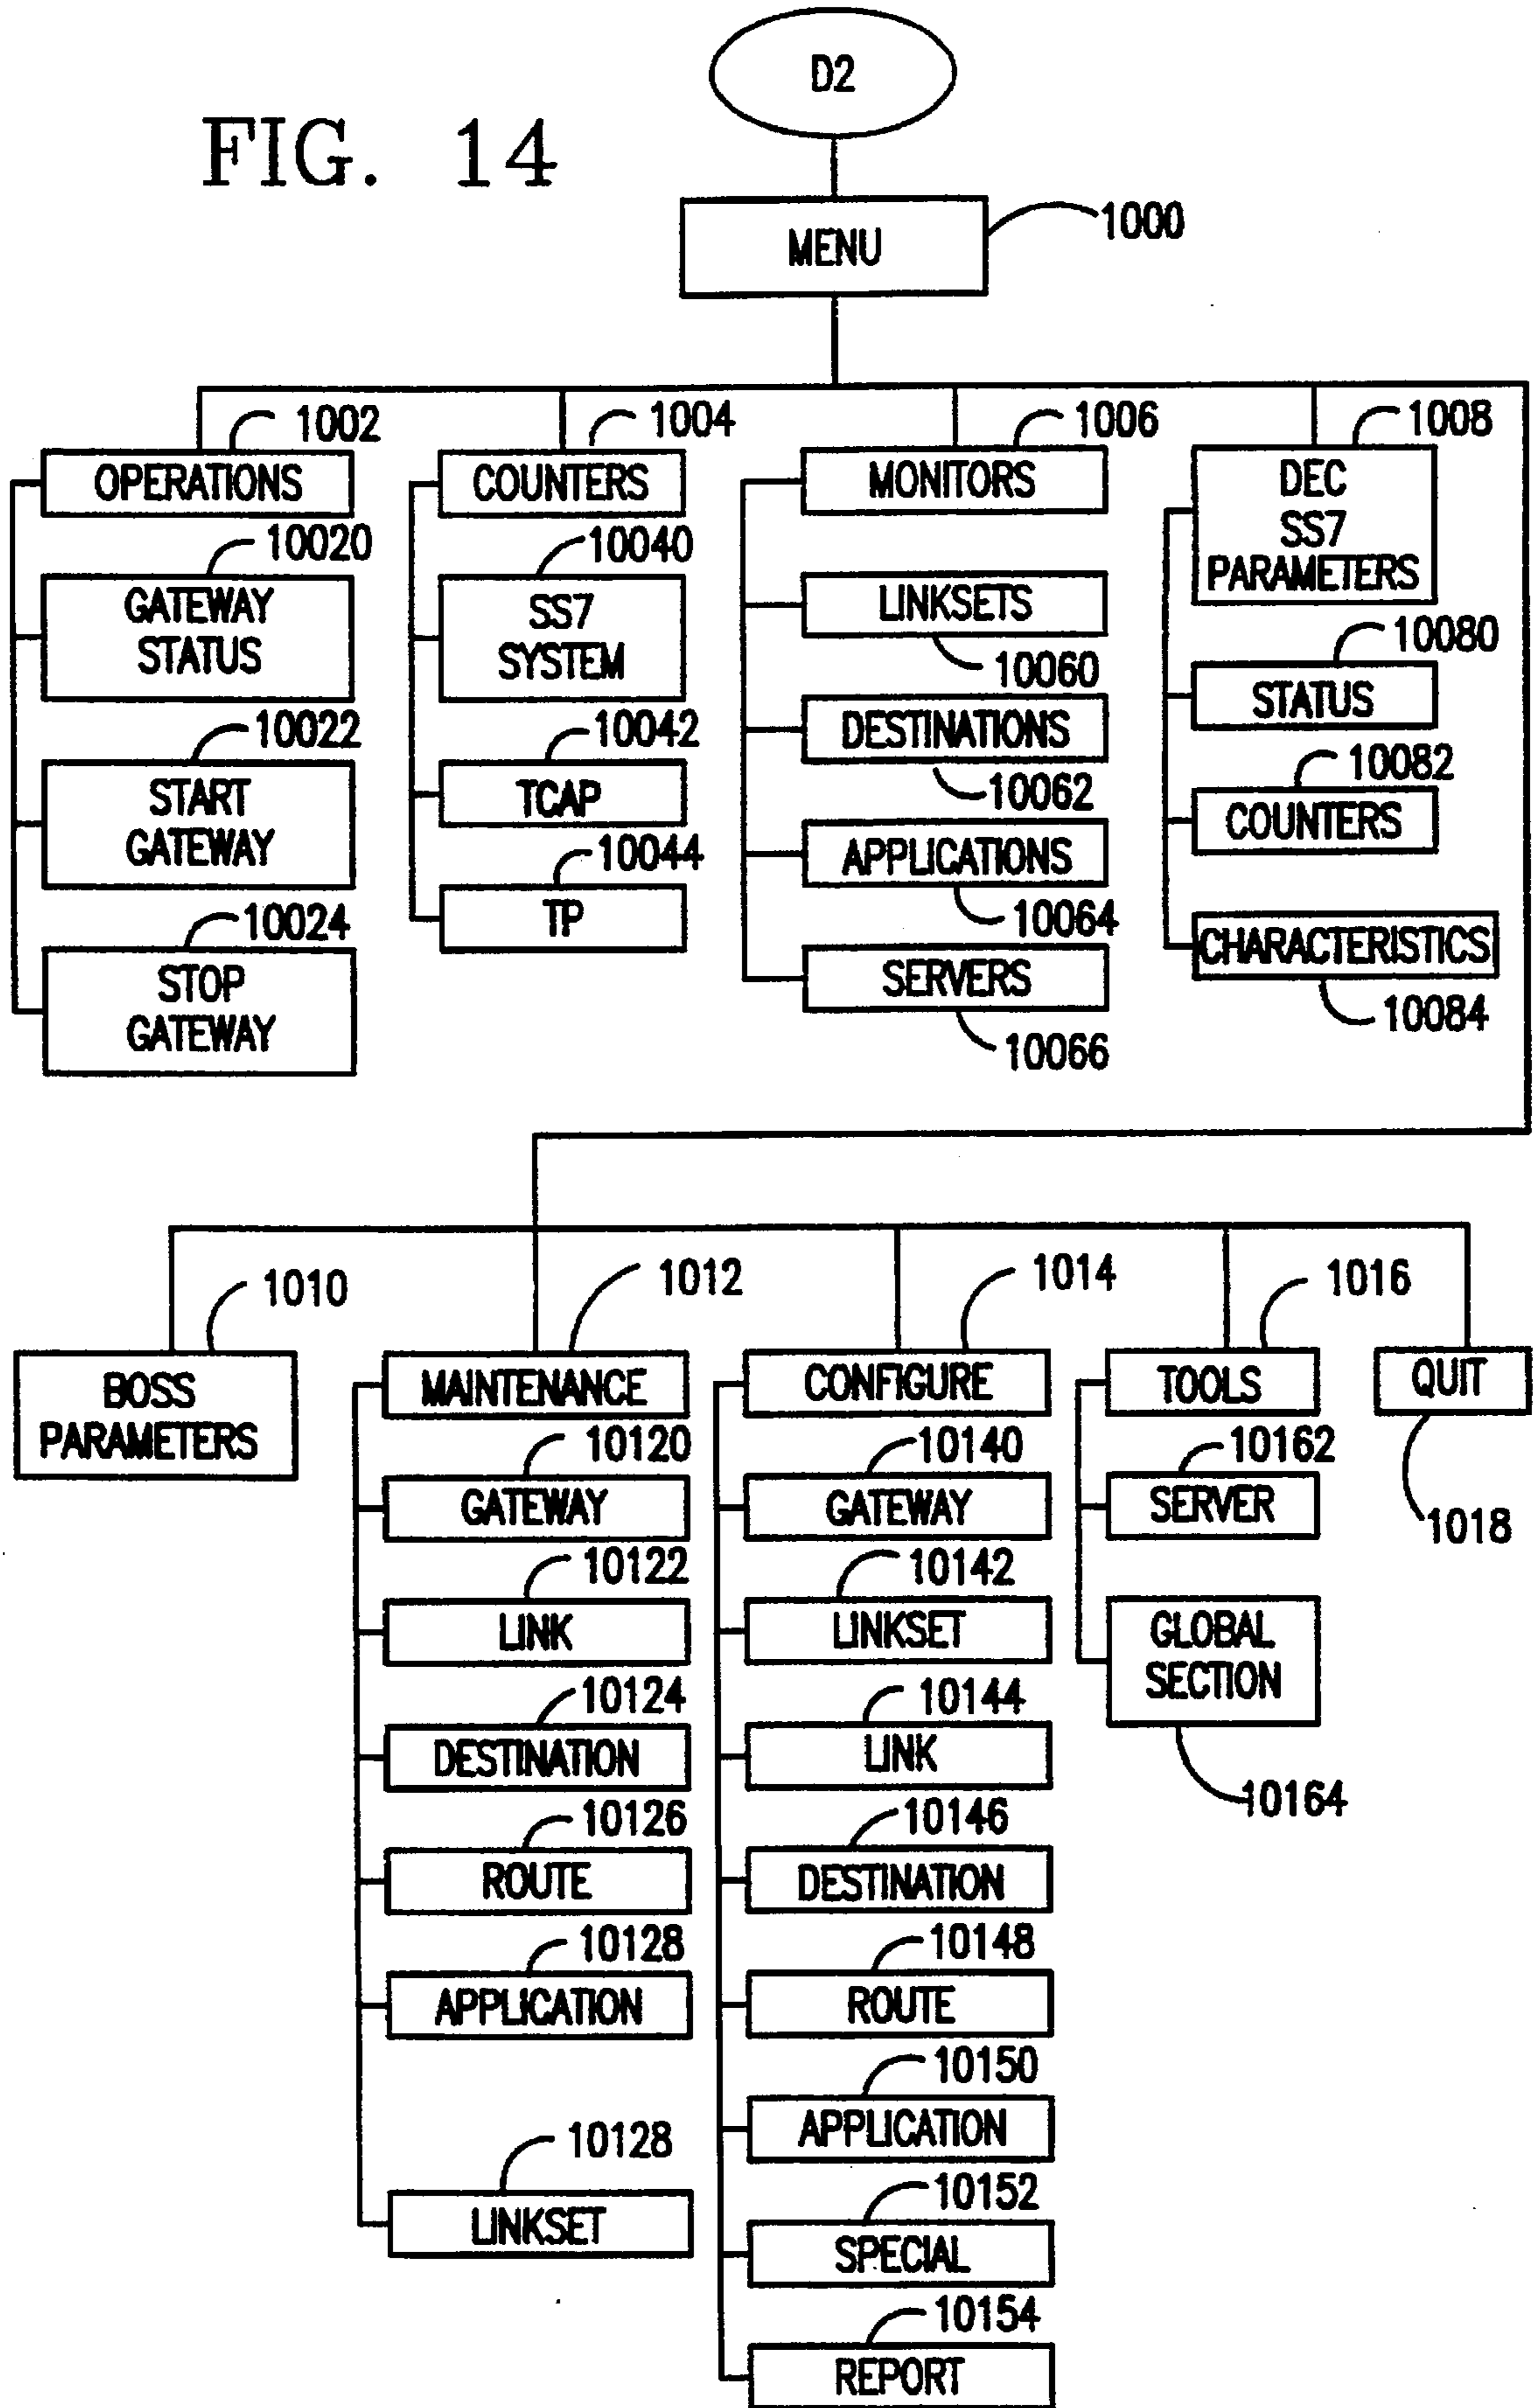 D2
FIG. 14
MENU
1000
1002
1004
1006
1008
OPERATIONS
COUNTERS
MONITORS
DEC
SS7
PARAMETERS
10020
10040
GATEWAY
STATUS
SS7
SYSTEM
LINKSETS
10060
10080
STATUS
10022
10042
DESTINATIONS
10062
10082
START
GATEWAY
TCAP
COUNTERS
10044
APPLICATIONS
10064
10024
TP
CHARACTERISTICS
10084
STOP
GATEWAY
SERVERS
10066
1010
1012
1014
1016
BOSS
PARAMETERS
MAINTENANCE
CONFIGURE
TOOLS
QUIT
1018
10120
10140
10162
GATEWAY
GATEWAY
SERVER
10122
10142
LINK
LINKSET
GLOBAL
SECTION
10164
10124
10144
DESTINATION
LINK
10126
10146
ROUTE
DESTINATION
10128
10148
APPLICATION
ROUTE
10150
APPLICATION
10128
LINKSET
10152
SPECIAL
10154
REPORT